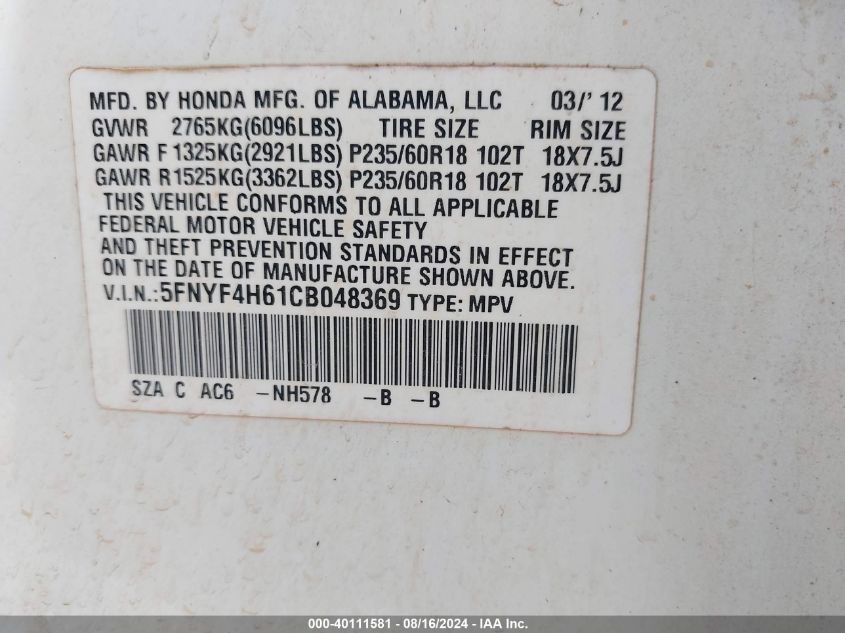 MFD. BY HONDA MFG. OF ALABAMA, LLC 03/' 12
GVWR 2765KG(6096LBS) TIRE SIZE RIM SIZE
GAWR F 1325KG(2921LBS) P235/60R18 102T 18X7.5J
GAWR R1525KG(3362LBS) P235/60R18 102T 18X7.5J
THIS VEHICLE CONFORMS TO ALL APPLICABLE
FEDERAL MOTOR VEHICLE SAFETY
AND THEFT PREVENTION STANDARDS IN EFFECT
ON THE DATE OF MANUFACTURE SHOWN ABOVE.
V.I.N.:5FNYF4H61CB048369 TYPE: MPV
SZA C AC6 -NH578 -B -B
000-40111581 - 08/16/2024 - IAA Inc.